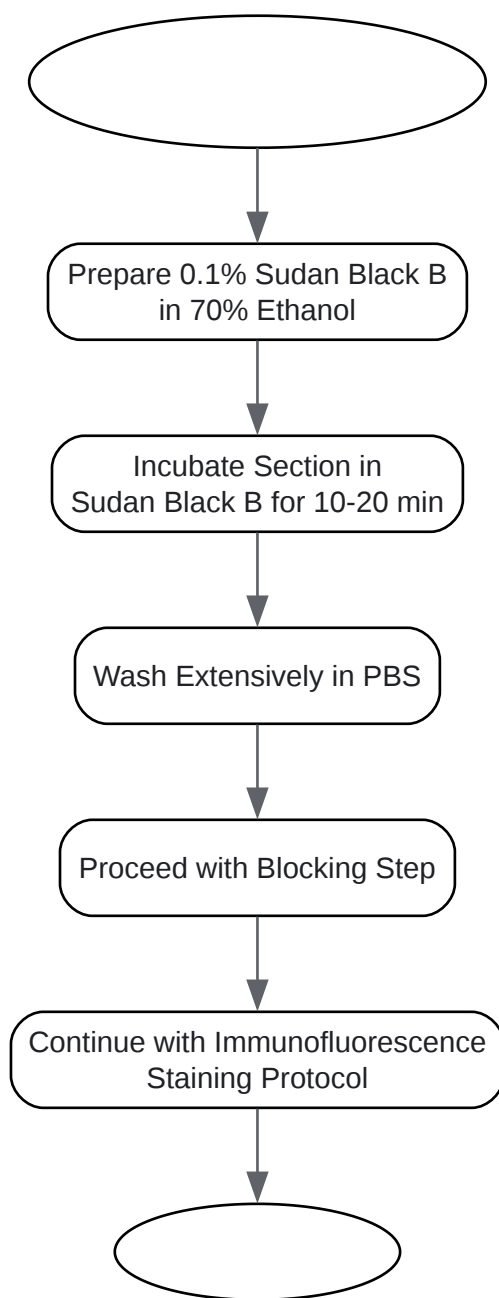 Prepare 0.1% Sudan Black B
in 70% Ethanol
Incubate Section in
Sudan Black B for 10-20 min
Wash Extensively in PBS
Proceed with Blocking Step
Continue with Immunofluorescence
Staining Protocol